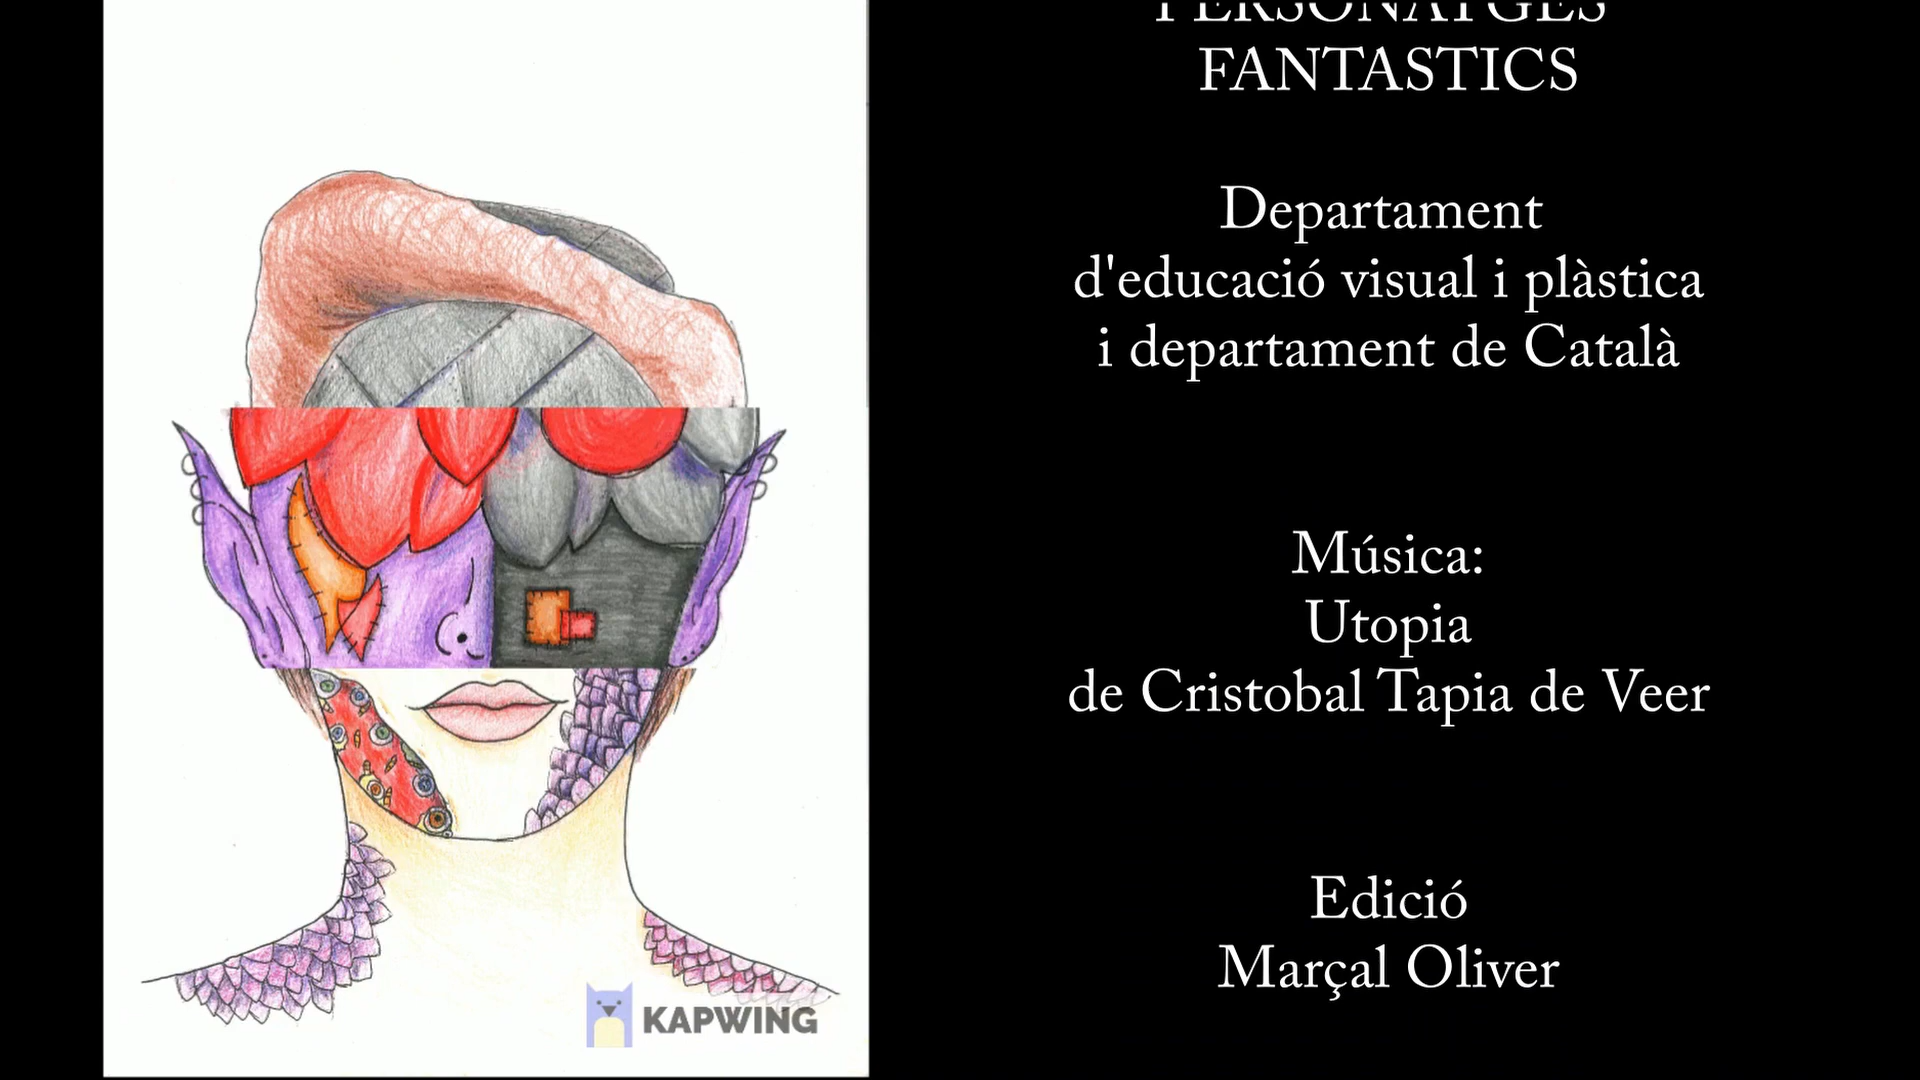 PERSONATGES
FANTASTICS
Departament
d'educació visual i plàstica
i departament de Català
Música:
Utopia
de Cristobal Tapia de Veer
Edició
Marçal Oliver
KAPWING